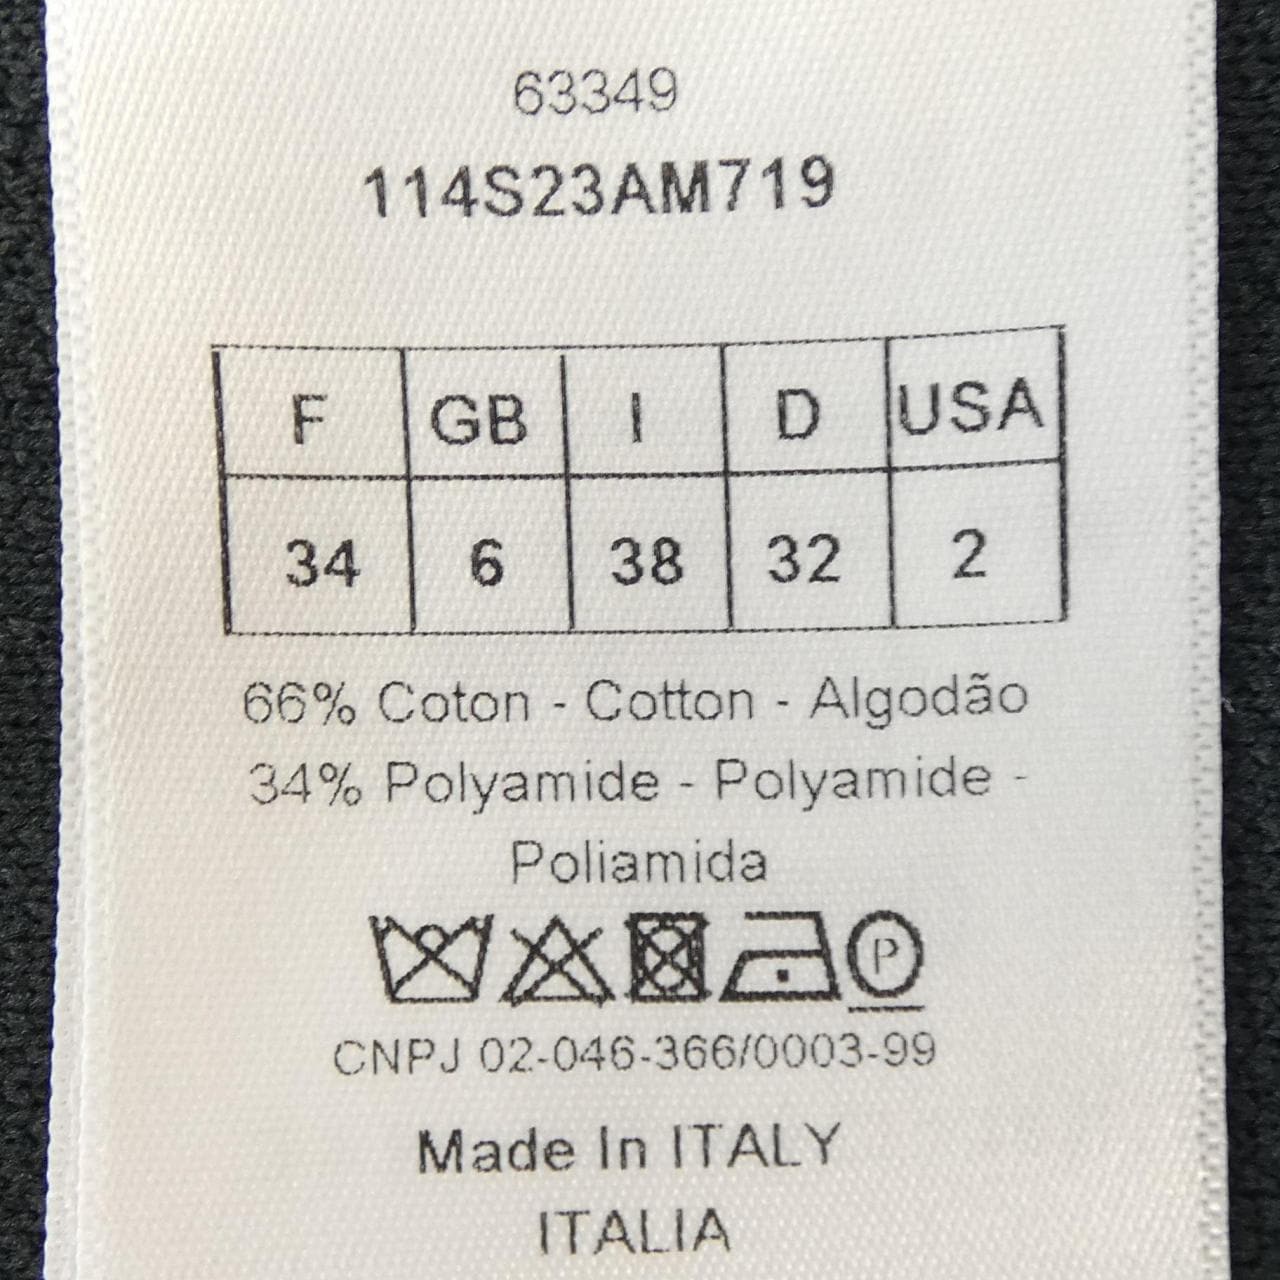 63349
114S23AM719
F GB I D USA
34 6 38 32 2
66% Coton - Cotton - Algodão
34% Polyamide - Polyamide -
Poliamida
P
CNPJ 02-046-366/0003-99
Made In ITALY
ITALIA